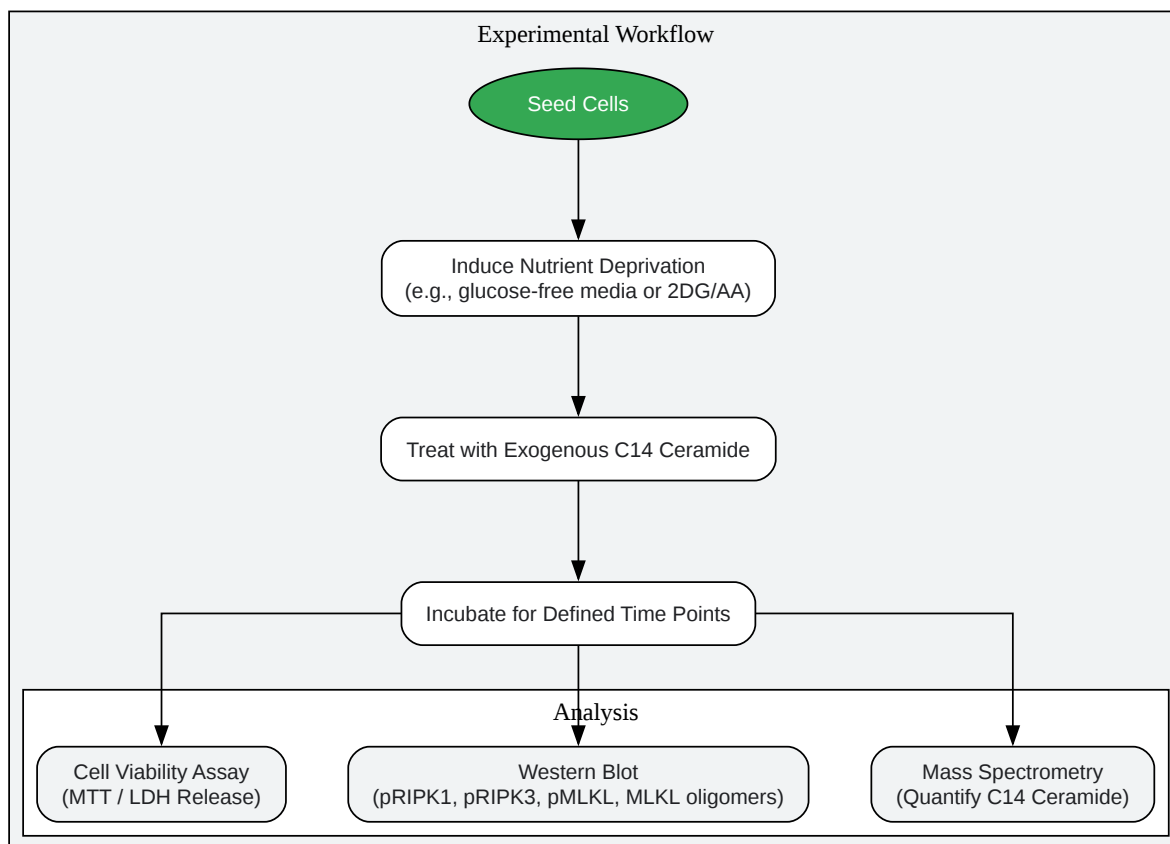 Experimental Workflow
Seed Cells
Induce Nutrient Deprivation
(e.g., glucose-free media or 2DG/AA)
Treat with Exogenous C14 Ceramide
Incubate for Defined Time Points
Analysis
Cell Viability Assay
(MTT / LDH Release)
Western Blot
(pRIPK1, pRIPK3, pMLKL, MLKL oligomers)
Mass Spectrometry
(Quantify C14 Ceramide)